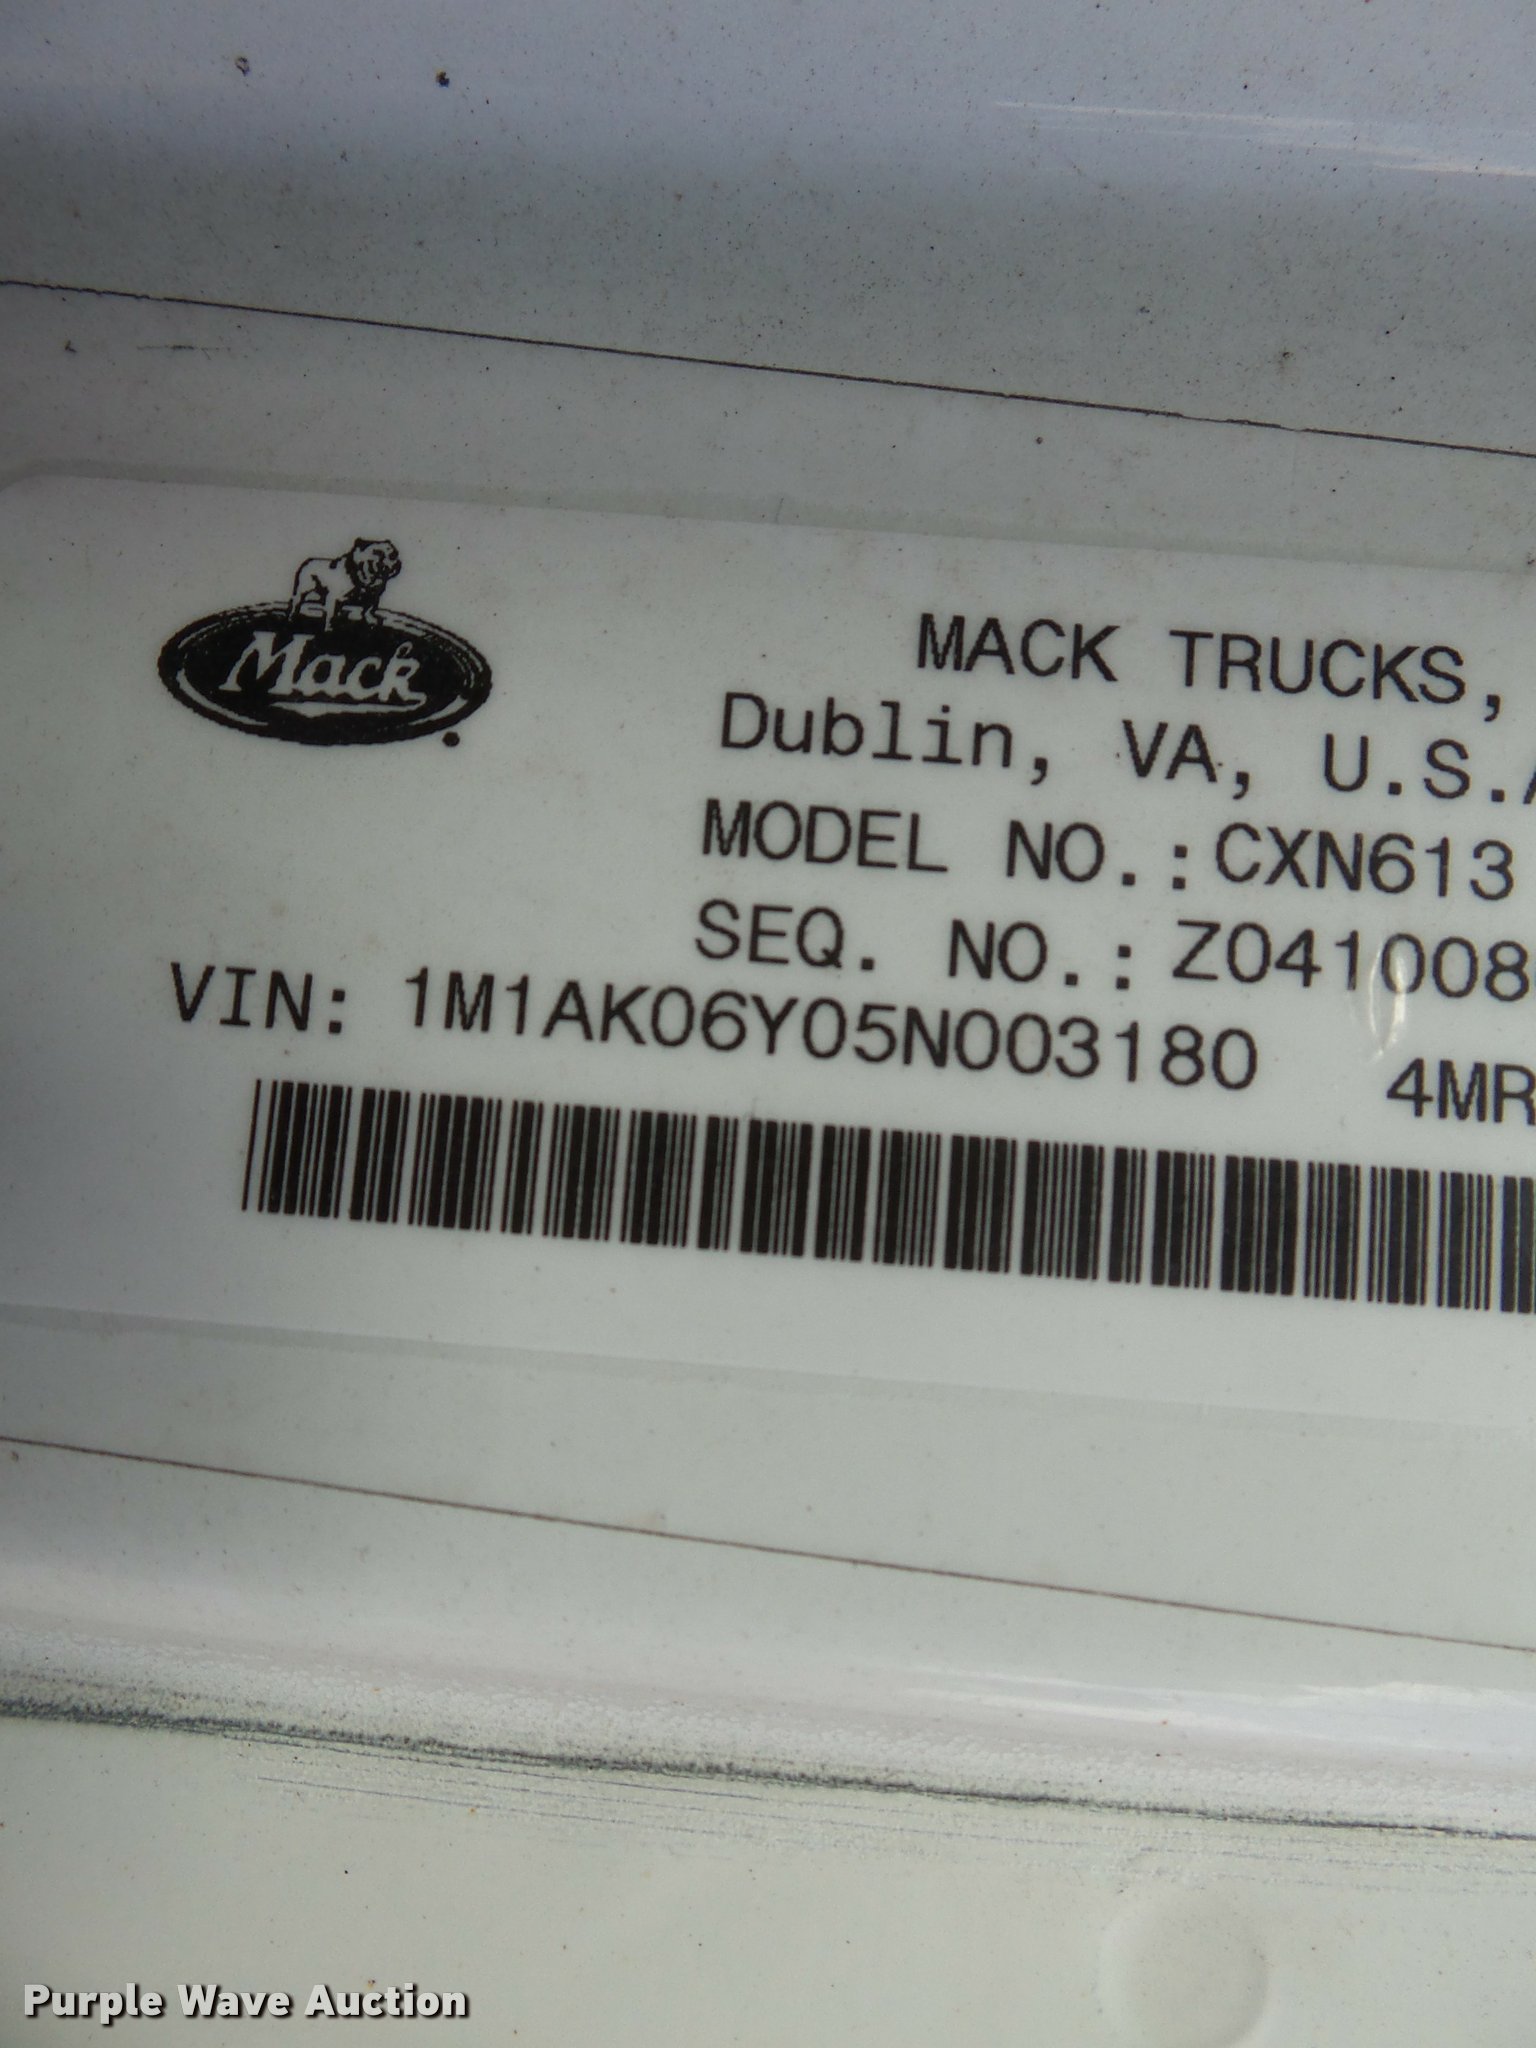 Mack
MACK TRUCKS,
Dublin, VA, U.S.A
MODEL NO.:CXN613
SEQ. NO.: Z041008
VIN: 1M1AK06Y05N003180 4MR
Purple Wave Auction